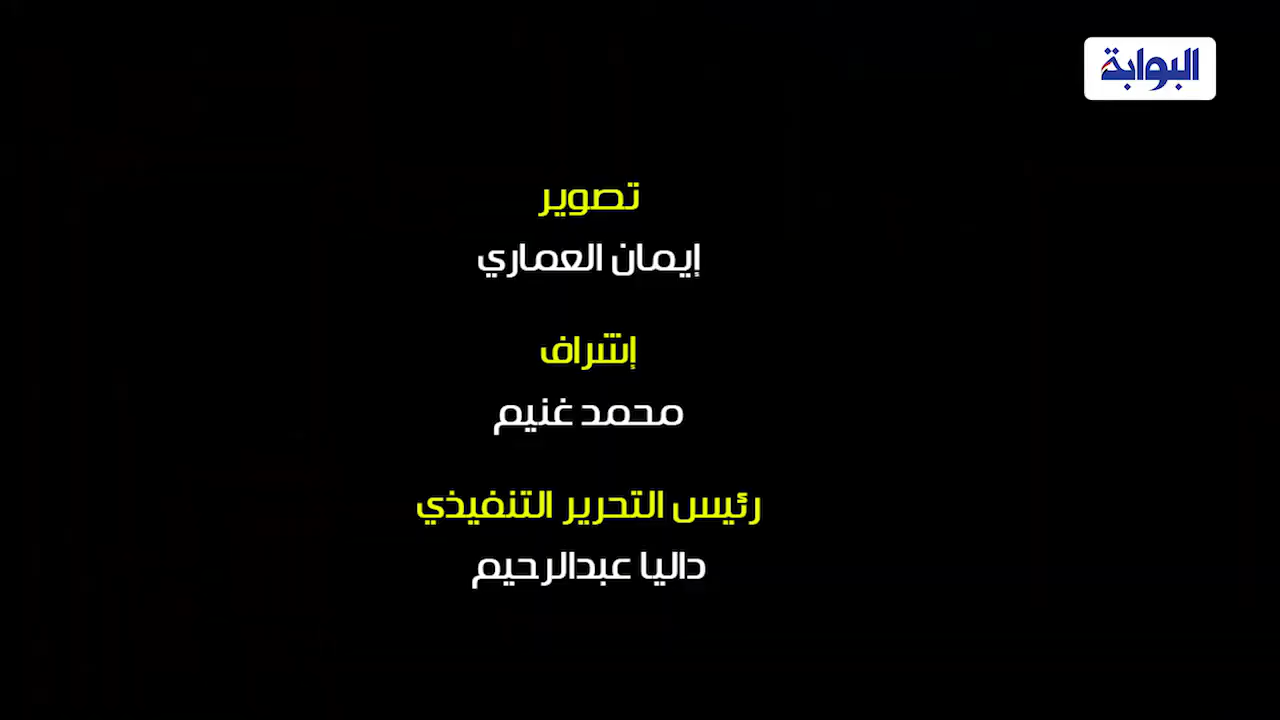 البوابة
تصوير
إيمان العماري
إشراف
محمد غنيم
رئيس التحرير التنفيذي
داليا عبدالرحيم